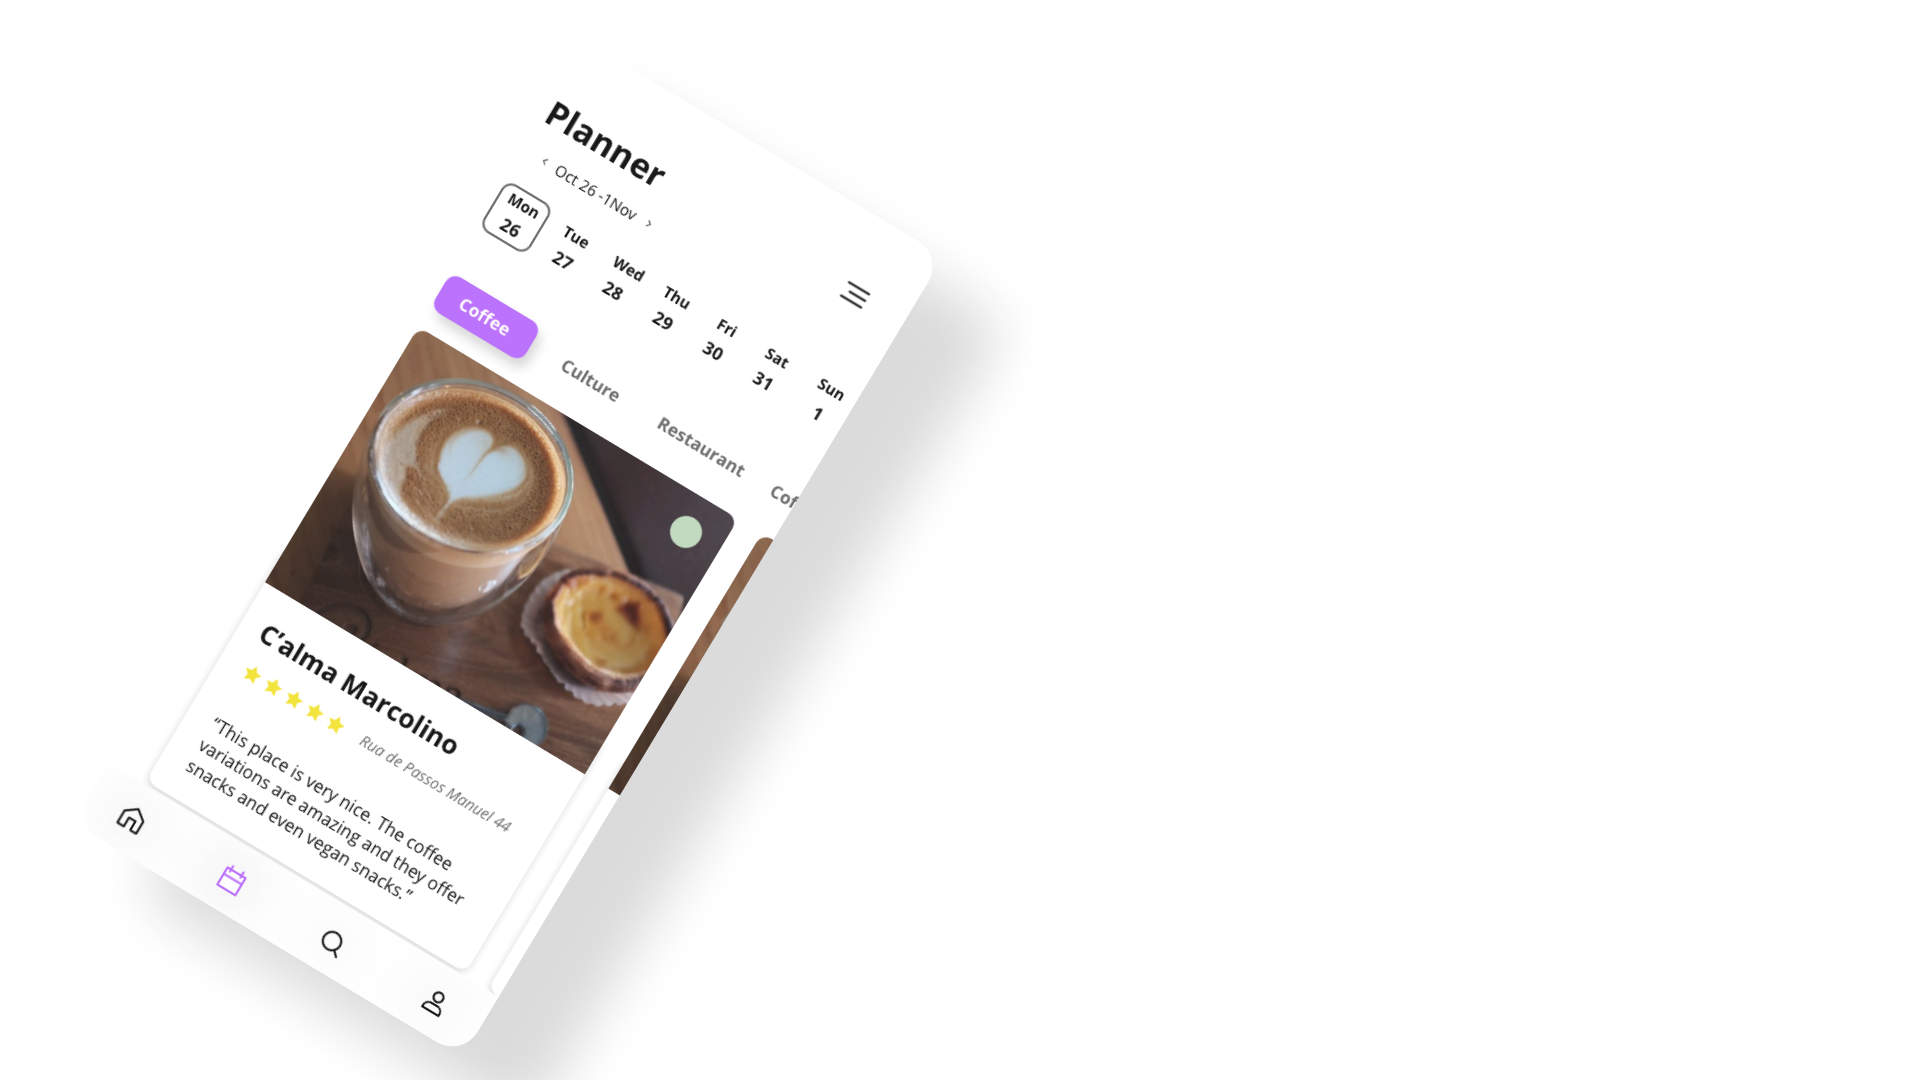 Planner
‹ Oct 26 -1Nov ›
Mon Tue Wed Thu Fri Sat Sun
26 27 28 29 30 31 1
Coffee Culture Restaurant Cof
C’alma Marcolino
Rua de Passos Manuel 44
“This place is very nice. The coffee
variations are amazing and they offer
snacks and even vegan snacks.”